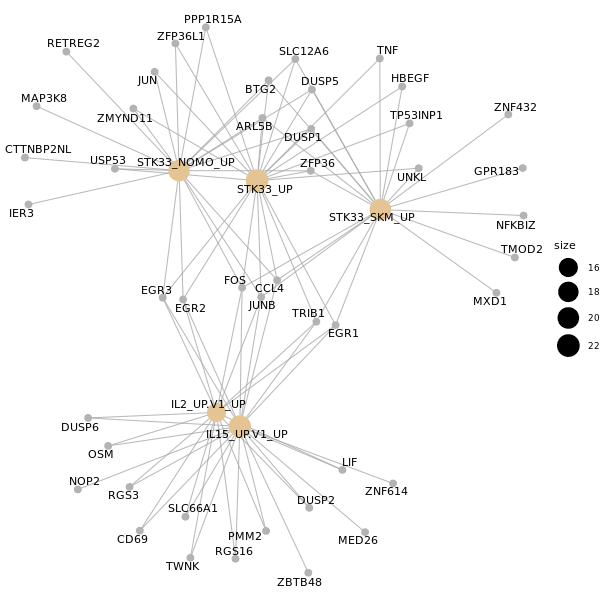 PPP1R15A
ZFP36L1
RETREG2
SLC12A6
TNF
JUN
BTG2
DUSP5
HBEGF
MAP3K8
ZNF432
ZMYND11
ARL5B
TP53INP1
DUSP1
CTTNBP2NL
USP53
STK33_NOMO_UP
ZFP36
GPR183
UNKL
STK33_UP
IER3
STK33_SKM_UP
NFKBIZ
TMOD2
size
16
18
20
22
FOS
CCL4
EGR3
EGR2
JUNB
MXD1
TRIB1
EGR1
IL2_UP.V1_UP
DUSP6
IL15_UP.V1_UP
OSM
LIF
NOP2
RGS3
ZNF614
DUSP2
SLC66A1
CD69
PMM2
MED26
RGS16
TWNK
ZBTB48